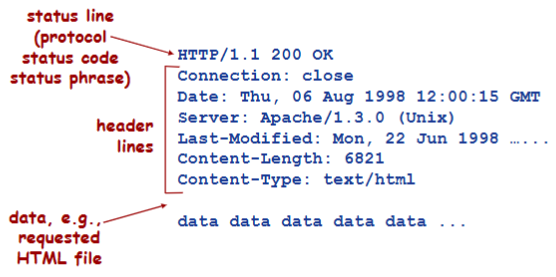 status line
(protocol
status code
status phrase)
HTTP/1.1 200 OK
Connection: close
Date: Thu, 06 Aug 1998 12:00:15 GMT
Server: Apache/1.3.0 (Unix)
Last-Modified: Mon, 22 Jun 1998 …...
Content-Length: 6821
Content-Type: text/html
header
lines
data, e.g.,
requested
HTML file
data data data data data ...